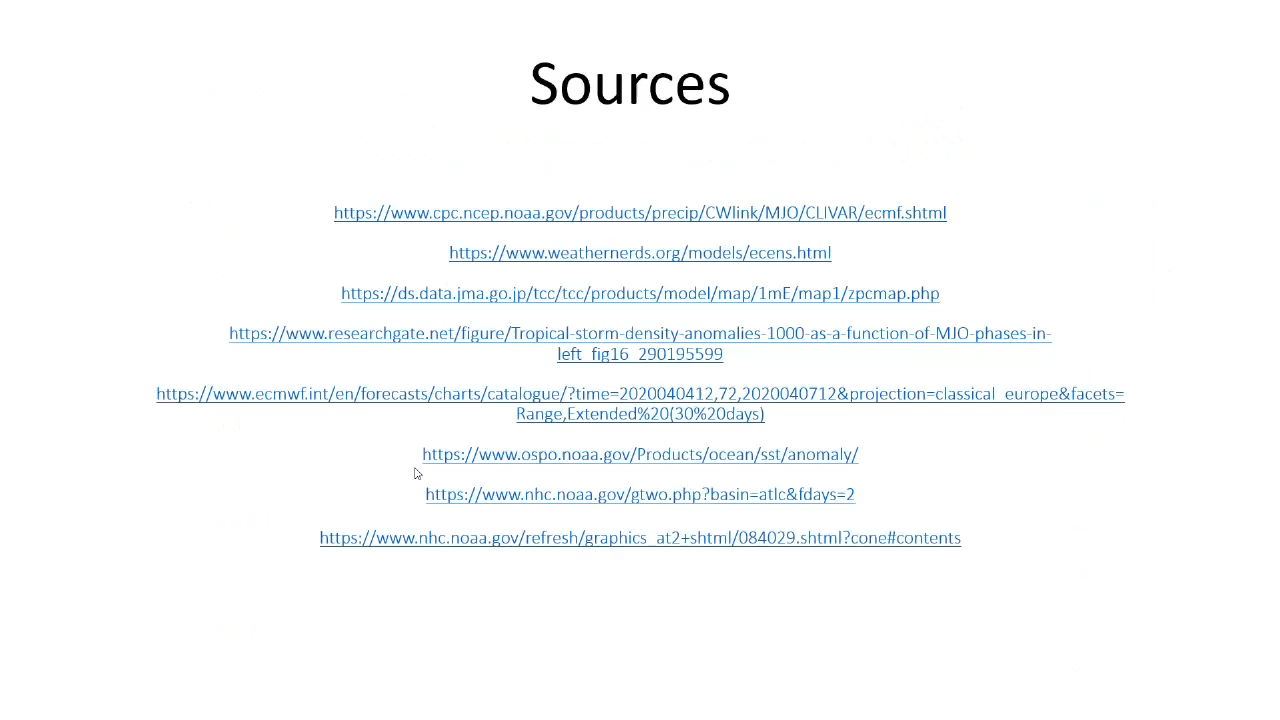 Sources
https://www.cpc.ncep.noaa.gov/products/precip/CWlink/MJO/CLIVAR/ecmf.shtml
https://www.weathernerds.org/models/ecens.html
https://ds.data.jma.go.jp/tcc/tcc/products/model/map/1mE/map1/zpcmap.php
https://www.researchgate.net/figure/Tropical-storm-density-anomalies-1000-as-a-function-of-MJO-phases-in-
left_fig16_290195599
https://www.ecmwf.int/en/forecasts/charts/catalogue/?time=2020040412,72,2020040712&projection=classical_europe&facets=
Range,Extended%20(30%20days)
https://www.ospo.noaa.gov/Products/ocean/sst/anomaly/
https://www.nhc.noaa.gov/gtwo.php?basin=atlc&fdays=2
https://www.nhc.noaa.gov/refresh/graphics_at2+shtml/084029.shtml?cone#contents